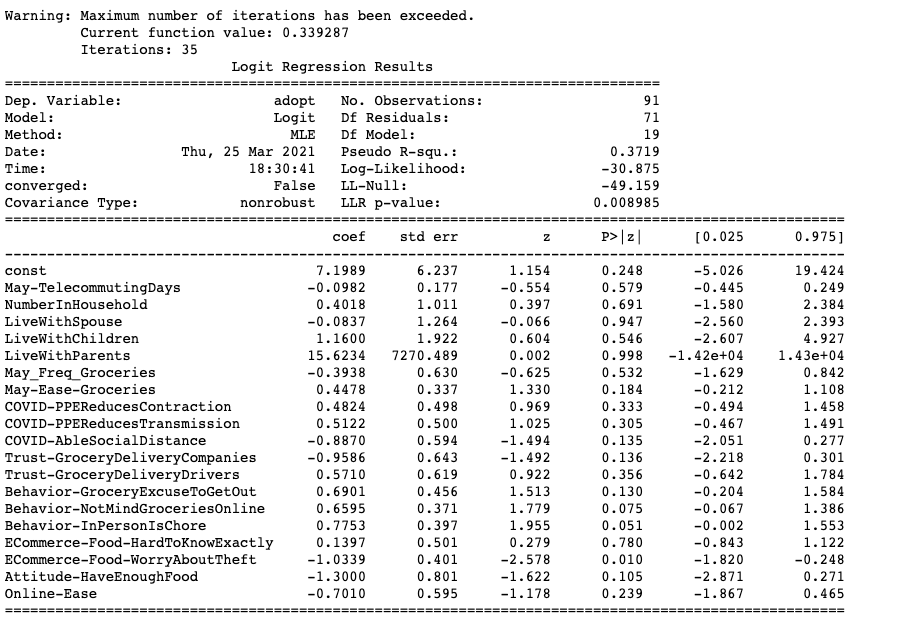 Warning: Maximum number of iterations has been exceeded.
         Current function value: 0.339287
         Iterations: 35
                           Logit Regression Results
==============================================================================
Dep. Variable:                  adopt   No. Observations:                   91
Model:                          Logit   Df Residuals:                       71
Method:                           MLE   Df Model:                           19
Date:                Thu, 25 Mar 2021   Pseudo R-squ.:                  0.3719
Time:                        18:30:41   Log-Likelihood:                -30.875
converged:                      False   LL-Null:                       -49.159
Covariance Type:            nonrobust   LLR p-value:                  0.008985
====================================================================================================
                                       coef    std err          z      P>|z|      [0.025      0.975]
----------------------------------------------------------------------------------------------------
const                                7.1989      6.237      1.154      0.248      -5.026      19.424
May-TelecommutingDays               -0.0982      0.177     -0.554      0.579      -0.445       0.249
NumberInHousehold                    0.4018      1.011      0.397      0.691      -1.580       2.384
LiveWithSpouse                      -0.0837      1.264     -0.066      0.947      -2.560       2.393
LiveWithChildren                     1.1600      1.922      0.604      0.546      -2.607       4.927
LiveWithParents                     15.6234   7270.489      0.002      0.998   -1.42e+04    1.43e+04
May_Freq_Groceries                  -0.3938      0.630     -0.625      0.532      -1.629       0.842
May-Ease-Groceries                   0.4478      0.337      1.330      0.184      -0.212       1.108
COVID-PPEReducesContraction          0.4824      0.498      0.969      0.333      -0.494       1.458
COVID-PPEReducesTransmission         0.5122      0.500      1.025      0.305      -0.467       1.491
COVID-AbleSocialDistance            -0.8870      0.594     -1.494      0.135      -2.051       0.277
Trust-GroceryDeliveryCompanies      -0.9586      0.643     -1.492      0.136      -2.218       0.301
Trust-GroceryDeliveryDrivers         0.5710      0.619      0.922      0.356      -0.642       1.784
Behavior-GroceryExcuseToGetOut       0.6901      0.456      1.513      0.130      -0.204       1.584
Behavior-NotMindGroceriesOnline      0.6595      0.371      1.779      0.075      -0.067       1.386
Behavior-InPersonIsChore             0.7753      0.397      1.955      0.051      -0.002       1.553
ECommerce-Food-HardToKnowExactly     0.1397      0.501      0.279      0.780      -0.843       1.122
ECommerce-Food-WorryAboutTheft      -1.0339      0.401     -2.578      0.010      -1.820      -0.248
Attitude-HaveEnoughFood             -1.3000      0.801     -1.622      0.105      -2.871       0.271
Online-Ease                         -0.7010      0.595     -1.178      0.239      -1.867       0.465
====================================================================================================